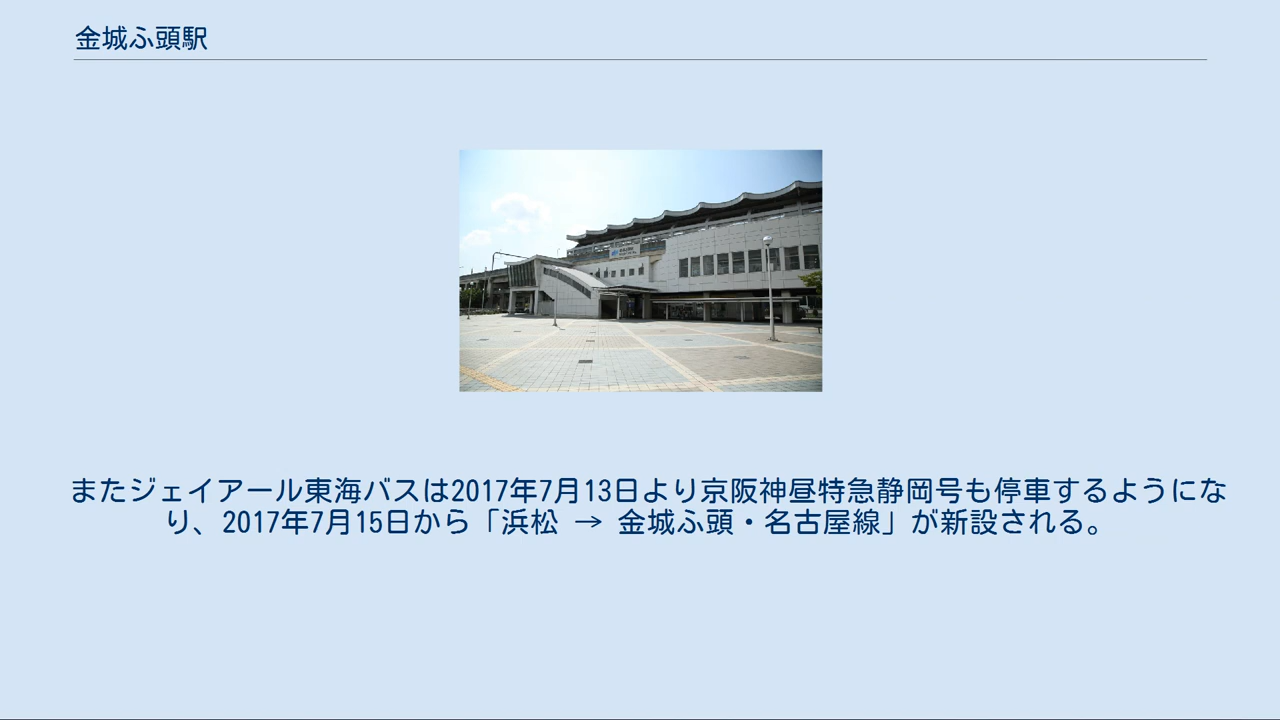 金城ふ頭駅
またジェイアール東海バスは2017年7月13日より京阪神昼特急静岡号も停車するようにな
り、2017年7月15日から「浜松 → 金城ふ頭・名古屋線」が新設される。